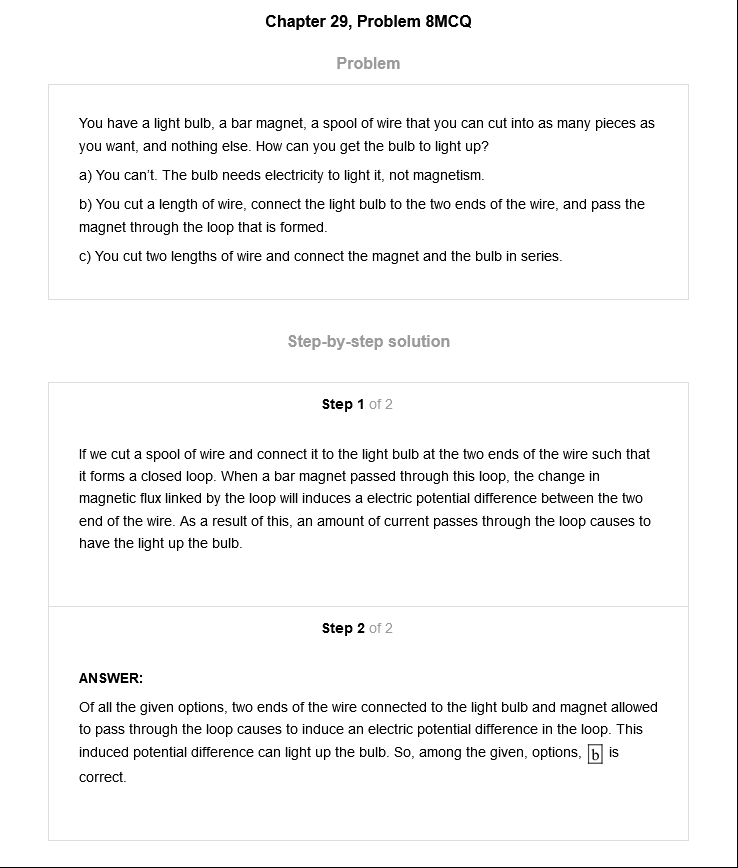 Chapter 29, Problem 8MCQ
Problem
You have a light bulb, a bar magnet, a spool of wire that you can cut into as many pieces as
you want, and nothing else. How can you get the bulb to light up?
a) You can't. The bulb needs electricity to light it, not magnetism.
b) You cut a length of wire, connect the light bulb to the two ends of the wire, and pass the
magnet through the loop that is formed.
c) You cut two lengths of wire and connect the magnet and the bulb in series.
Step-by-step solution
Step 1 of 2
If we cut a spool of wire and connect it to the light bulb at the two ends of the wire such that
it forms a closed loop. When a bar magnet passed through this loop, the change in
magnetic flux linked by the loop will induces a electric potential difference between the two
end of the wire. As a result of this, an amount of current passes through the loop causes to
have the light up the bulb.
Step 2 of 2
ANSWER:
Of all the given options, two ends of the wire connected to the light bulb and magnet allowed
to pass through the loop causes to induce an electric potential difference in the loop. This
induced potential difference can light up the bulb. So, among the given, options, b is
correct.